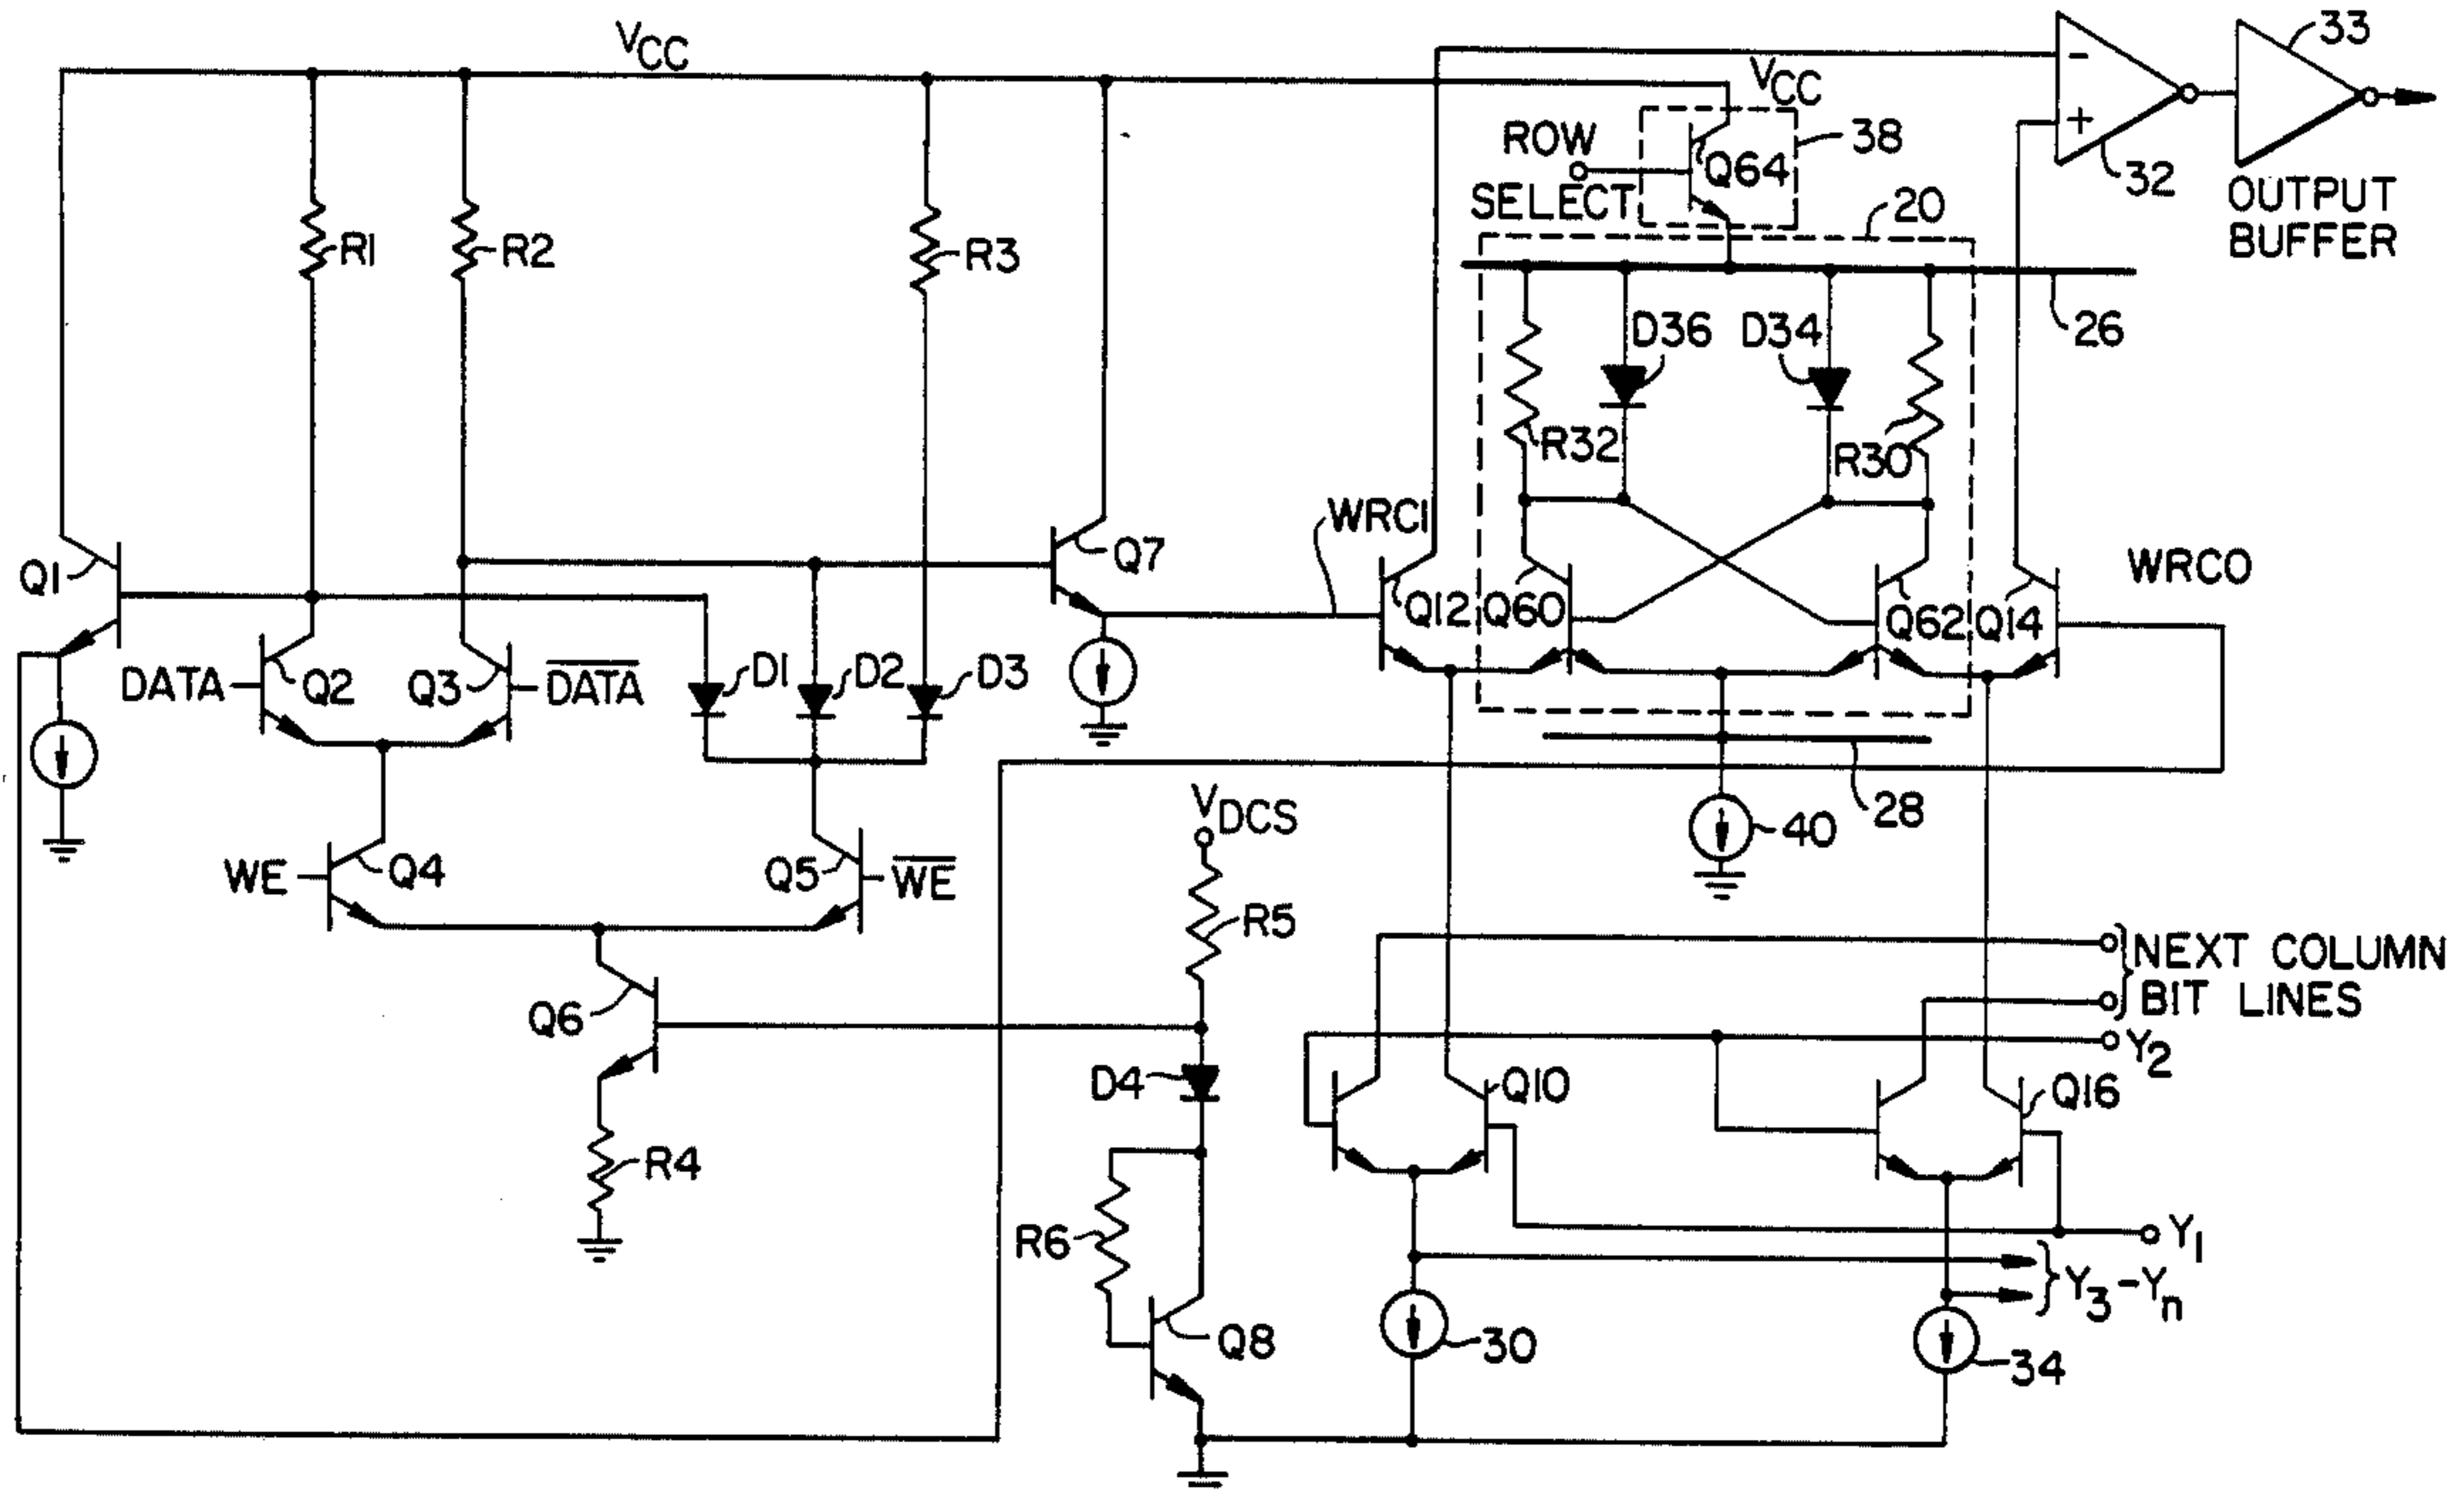 VCC
33
VCC
ROW
38
Q64
32
SELECT
20
OUTPUT
BUFFER
R1
R2
R3
D36
D34
26
R32
R30
WRC1
Q7
WRC0
Q1
Q12
Q60
Q62
Q14
DATA
Q2
Q3
DATA
D1
D2
D3
VDCS
28
40
WE
Q4
Q5
WE
R5
NEXT COLUMN
BIT LINES
Q6
Y2
D4
Q10
Q16
R4
R6
Y1
Y3-Yn
Q8
30
34